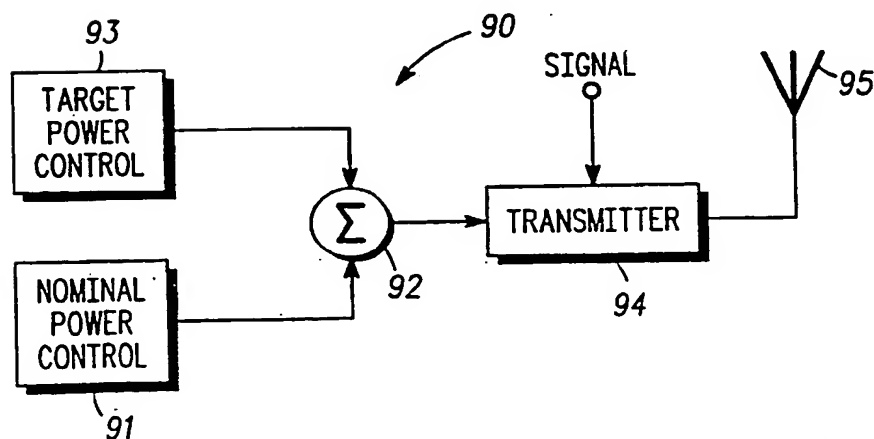 93
90
SIGNAL
95
TARGET
POWER
CONTROL
Σ
TRANSMITTER
92
94
NOMINAL
POWER
CONTROL
91